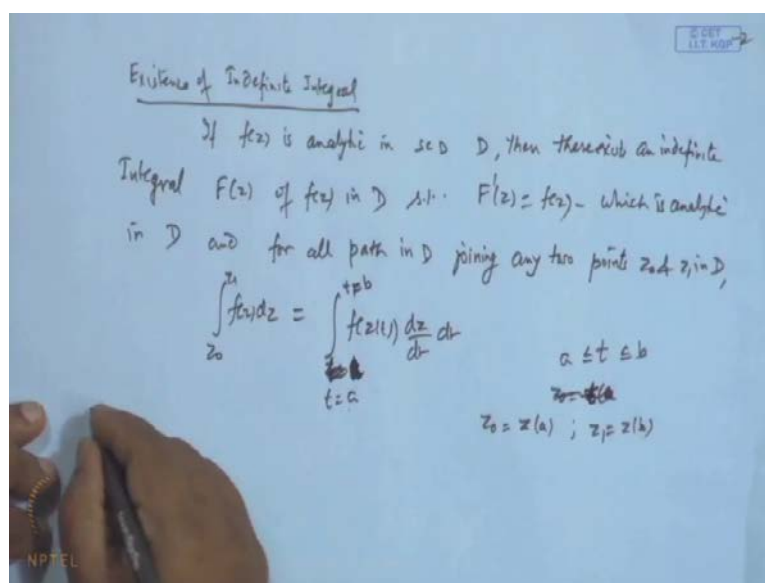 © CET
I.I.T. KGP
-2
Existence of Indefinite Integral
If f(z) is analytic in SCD D, then there exists an indefinite
Integral F(z) of f(z) in D s.t. F'(z) = f(z) - which is analytic
in D and for all path in D joining any two points z₀ & z₁ in D,
∫_{z₀}^{z₁} f(z)dz = ∫_{t=a}^{t=b} f(z(t)) dz/dt dt
a ≤ t ≤ b
z₀ = z(a) ; z₁ = z(b)
NPTEL